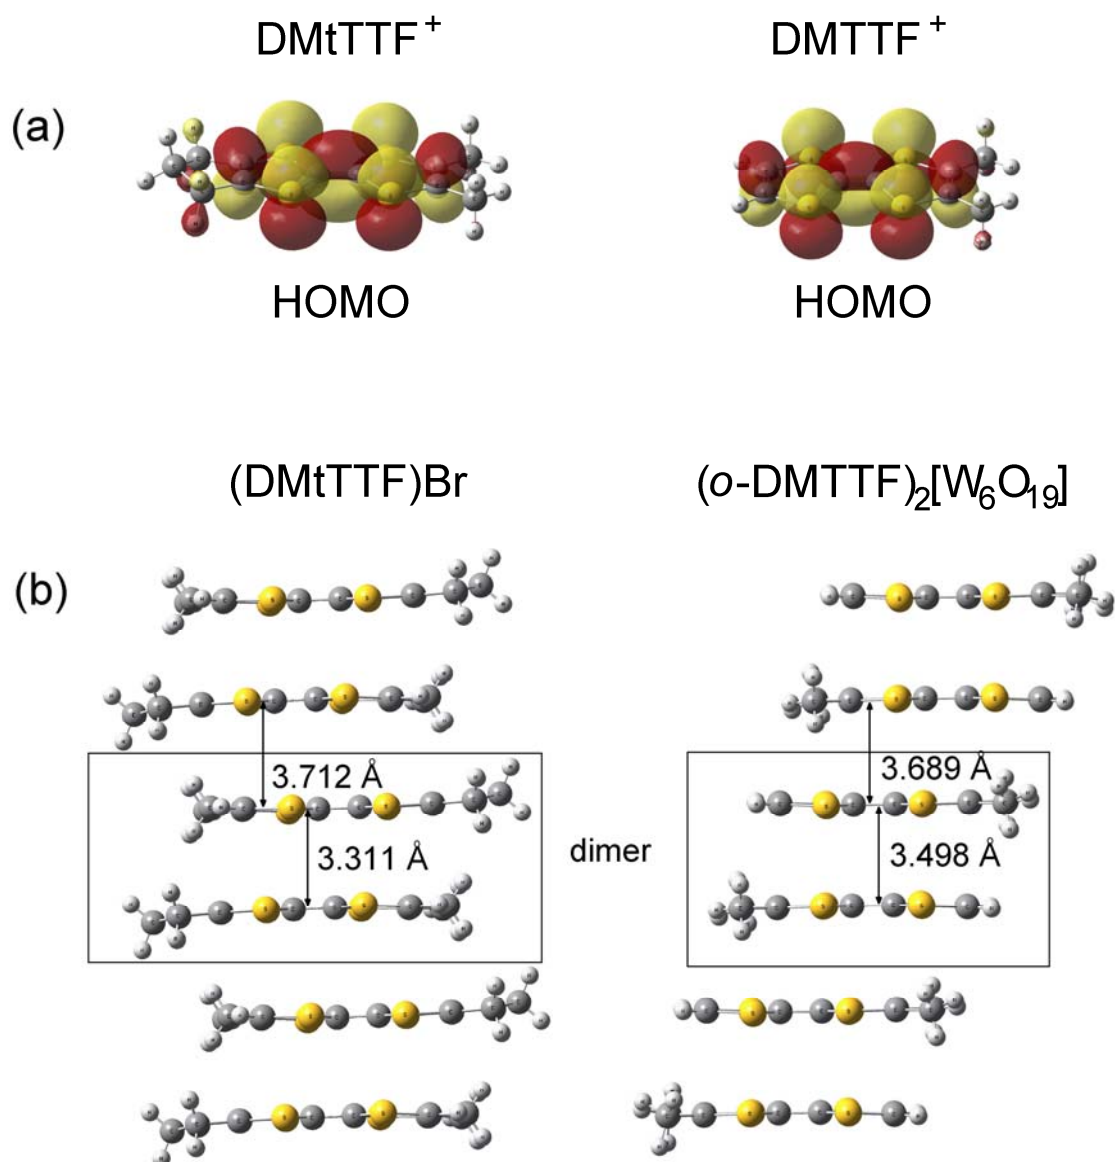 DMtTTF+ DMTTF+
(a)
HOMO HOMO
(DMtTTF)Br (o-DMTTF)2[W6O19]
(b)
3.712 Å 3.689 Å
dimer
3.311 Å 3.498 Å